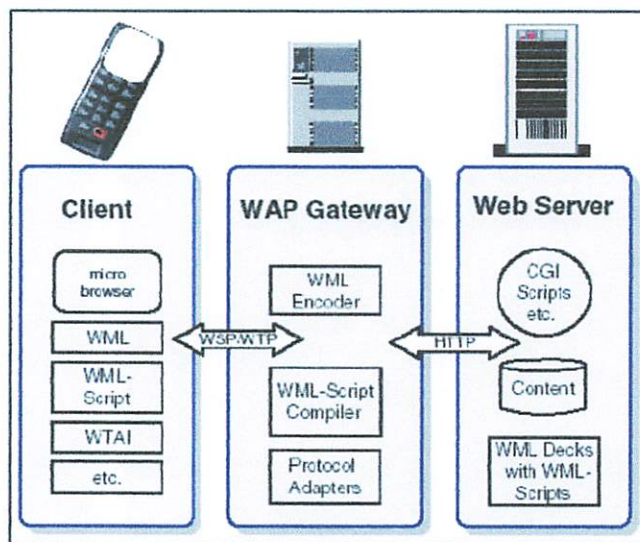 Client
WAP Gateway
Web Server
micro
browser
WML
WML-
Script
WTAI
etc.
WSP/WTP
WML
Encoder
WML-Script
Compiler
Protocol
Adapters
HTTP
CGI
Scripts
etc.
Content
WML Decks
with WML-
Scripts